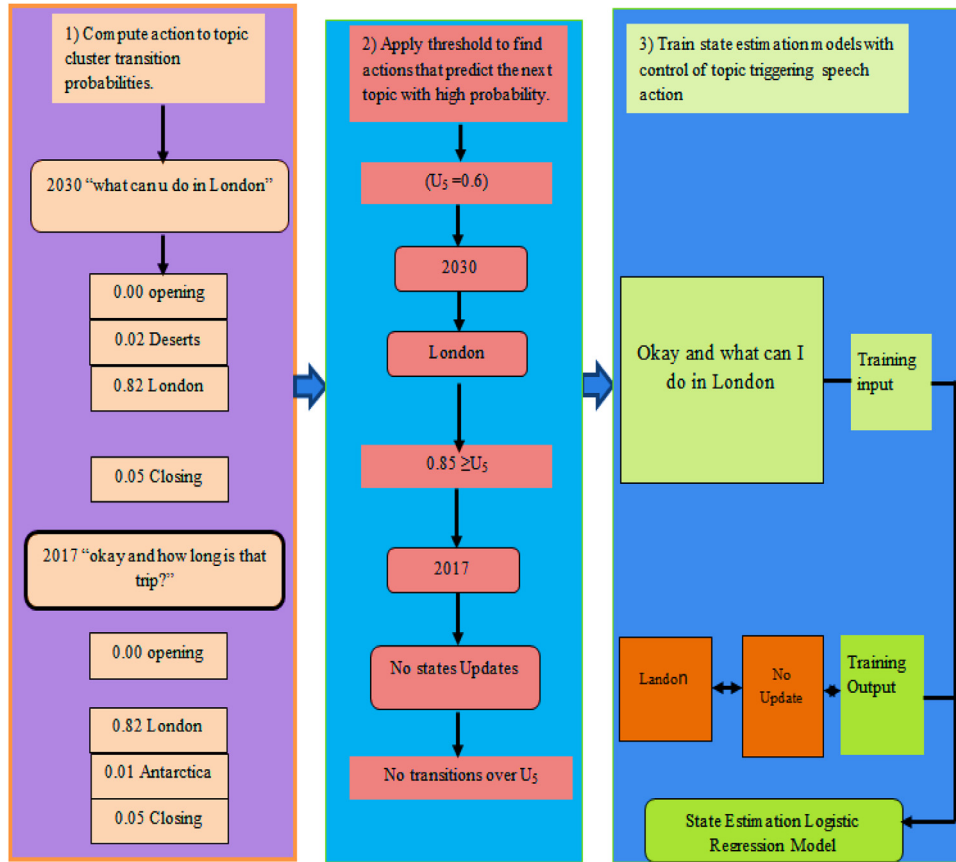 1) Compute action to topic
cluster transition
probabilities.
2030 “what can u do in London”
0.00 opening
0.02 Deserts
0.82 London
0.05 Closing
2017 “okay and how long is that
trip?”
0.00 opening
0.82 London
0.01 Antarctica
0.05 Closing
2) Apply threshold to find
actions that predict the next
topic with high probability.
(U5 =0.6)
2030
London
0.85 ≥U5
2017
No states Updates
No transitions over U5
3) Train state estimation models with
control of topic triggering speech
action
Okay and what can I
do in London
Training
input
Landon
No
Update
Training
Output
State Estimation Logistic
Regression Model